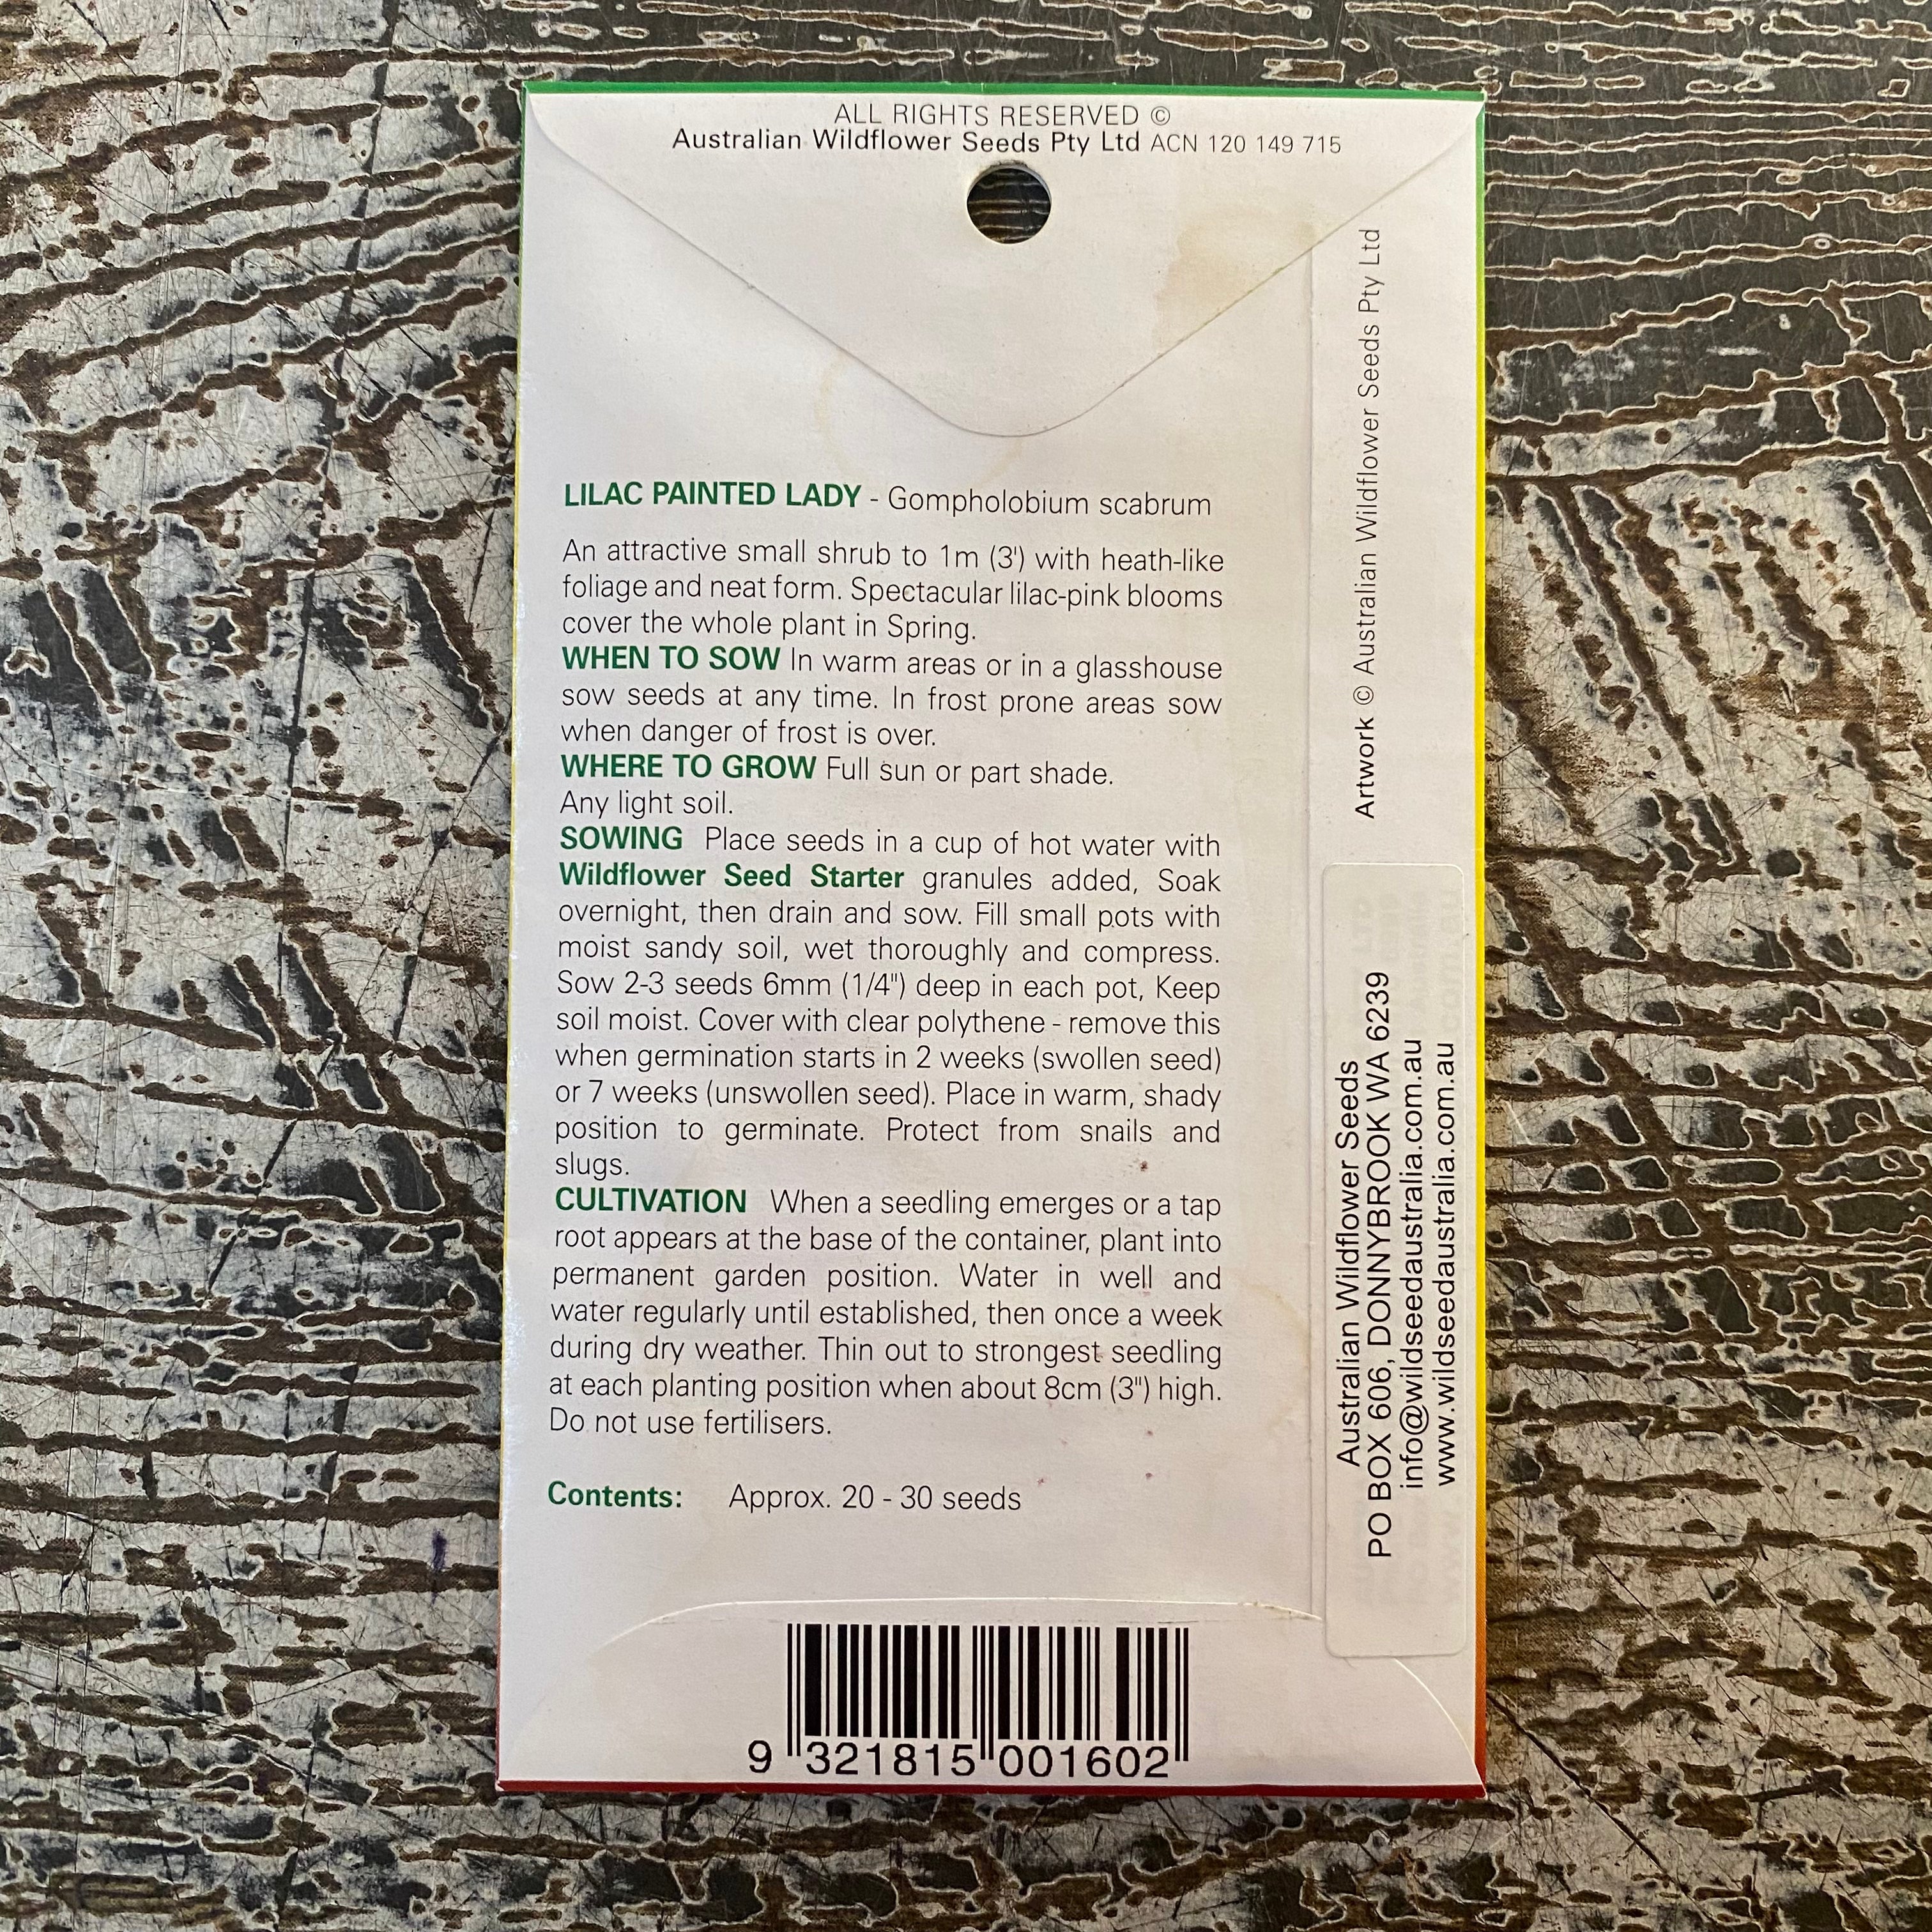 ALL RIGHTS RESERVED ©
Australian Wildflower Seeds Pty Ltd ACN 120 149 715
LILAC PAINTED LADY - Gompholobium scabrum
An attractive small shrub to 1m (3') with heath-like
foliage and neat form. Spectacular lilac-pink blooms
cover the whole plant in Spring.
WHEN TO SOW In warm areas or in a glasshouse
sow seeds at any time. In frost prone areas sow
when danger of frost is over.
WHERE TO GROW Full sun or part shade.
Any light soil.
SOWING Place seeds in a cup of hot water with
Wildflower Seed Starter granules added, Soak
overnight, then drain and sow. Fill small pots with
moist sandy soil, wet thoroughly and compress.
Sow 2-3 seeds 6mm (1/4") deep in each pot, Keep
soil moist. Cover with clear polythene - remove this
when germination starts in 2 weeks (swollen seed)
or 7 weeks (unswollen seed). Place in warm, shady
position to germinate. Protect from snails and
slugs.
CULTIVATION When a seedling emerges or a tap
root appears at the base of the container, plant into
permanent garden position. Water in well and
water regularly until established, then once a week
during dry weather. Thin out to strongest seedling
at each planting position when about 8cm (3") high.
Do not use fertilisers.
Contents: Approx. 20 - 30 seeds
9 321815 001602
Artwork © Australian Wildflower Seeds Pty Ltd
Australian Wildflower Seeds
PO BOX 606, DONNYBROOK WA 6239
info@wildseedaustralia.com.au
www.wildseedaustralia.com.au